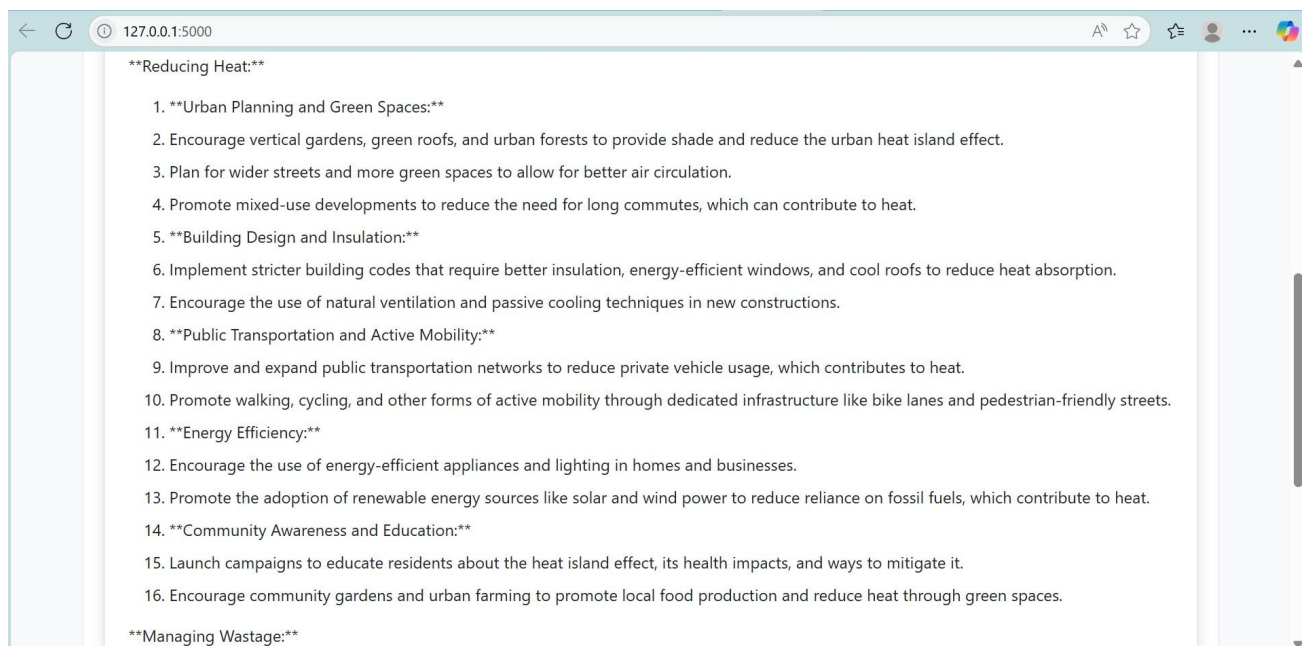 127.0.0.1:5000
**Reducing Heat:**
1. **Urban Planning and Green Spaces:**
2. Encourage vertical gardens, green roofs, and urban forests to provide shade and reduce the urban heat island effect.
3. Plan for wider streets and more green spaces to allow for better air circulation.
4. Promote mixed-use developments to reduce the need for long commutes, which can contribute to heat.
5. **Building Design and Insulation:**
6. Implement stricter building codes that require better insulation, energy-efficient windows, and cool roofs to reduce heat absorption.
7. Encourage the use of natural ventilation and passive cooling techniques in new constructions.
8. **Public Transportation and Active Mobility:**
9. Improve and expand public transportation networks to reduce private vehicle usage, which contributes to heat.
10. Promote walking, cycling, and other forms of active mobility through dedicated infrastructure like bike lanes and pedestrian-friendly streets.
11. **Energy Efficiency:**
12. Encourage the use of energy-efficient appliances and lighting in homes and businesses.
13. Promote the adoption of renewable energy sources like solar and wind power to reduce reliance on fossil fuels, which contribute to heat.
14. **Community Awareness and Education:**
15. Launch campaigns to educate residents about the heat island effect, its health impacts, and ways to mitigate it.
16. Encourage community gardens and urban farming to promote local food production and reduce heat through green spaces.
**Managing Wastage:**